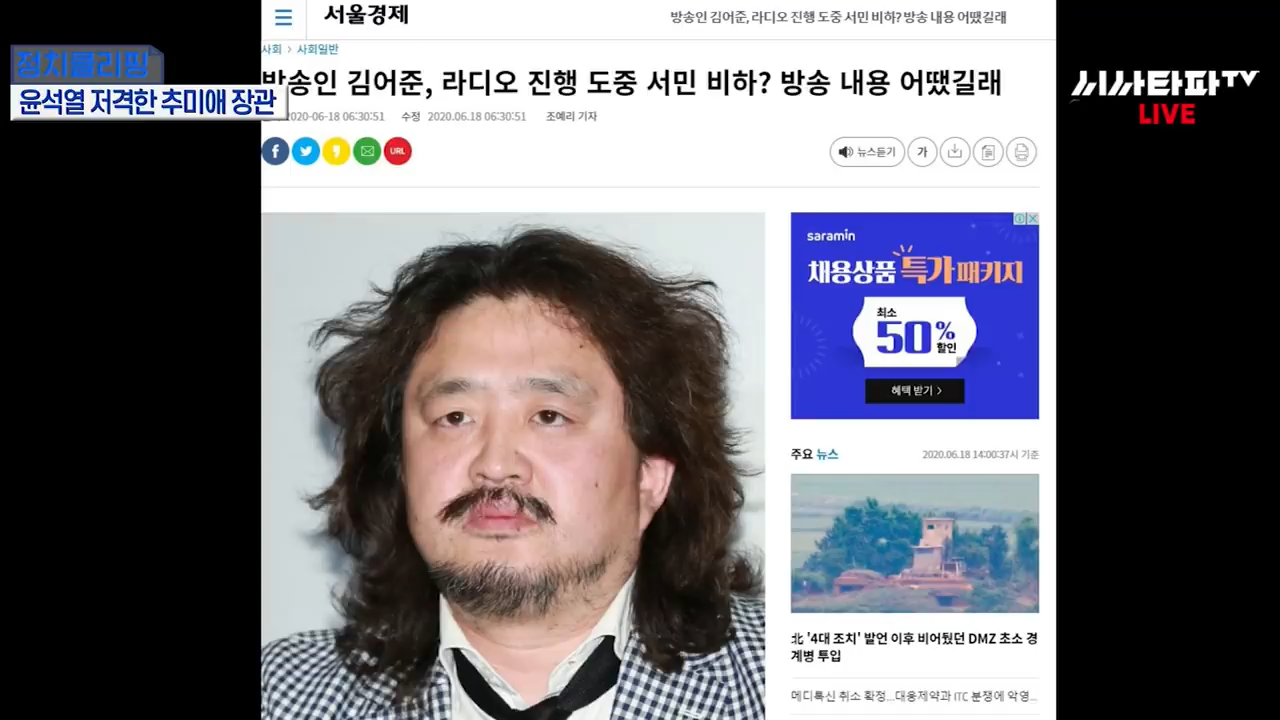 서울경제
방송인 김어준, 라디오 진행 도중 서민 비하? 방송 내용 어땠길래
정치클리핑
윤석열 저격한 추미애 장관
시사타파TV
LIVE
사회 > 사회일반
방송인 김어준, 라디오 진행 도중 서민 비하? 방송 내용 어땠길래
2020-06-18 06:30:51 수정 2020.06.18 06:30:51 조예리 기자
URL
뉴스듣기
가
saramin
채용상품 특가 패키지
최소
50%
할인
혜택 받기 >
주요 뉴스 2020.06.18 14:00:37시 기준
北 '4대 조치' 발언 이후 비어뒀던 DMZ 초소 경
계병 투입
메디톡신 취소 확정...대웅제약과 ITC 분쟁에 악영...